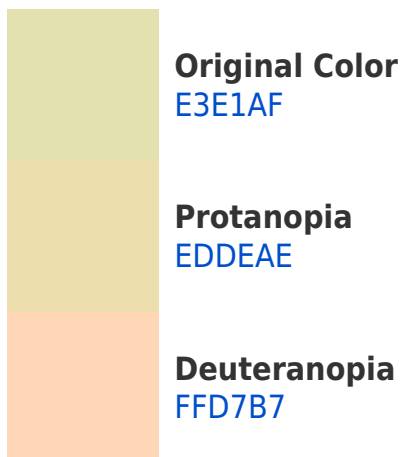 Original Color
E3E1AF
Protanopia
EDDEAE
Deuteranopia
FFD7B7